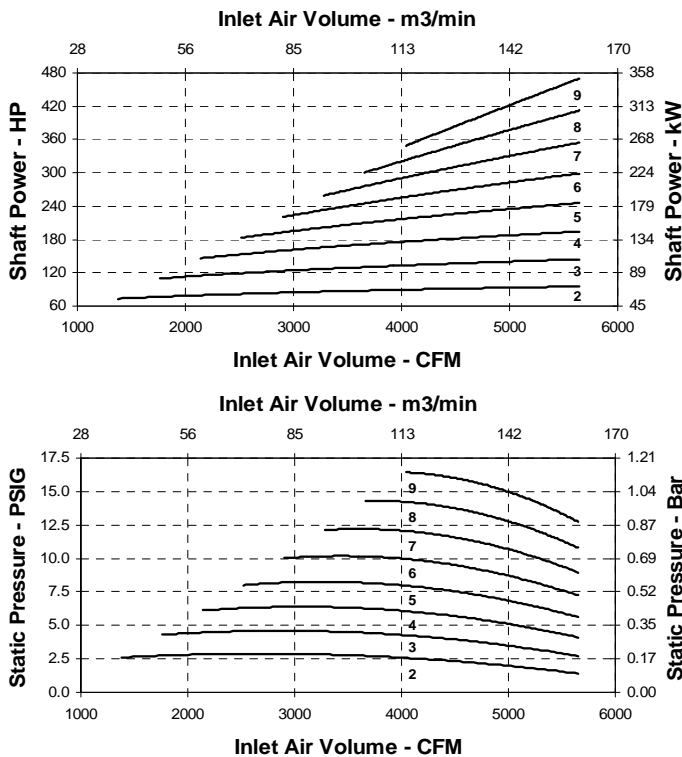 Inlet Air Volume - m3/min
28 56 85 113 142 170
480 358
420 313
360 268
300 224
240 179
180 134
120 89
60 45
Shaft Power - HP
Shaft Power - kW
9
8
7
6
5
4
3
2
1000 2000 3000 4000 5000 6000
Inlet Air Volume - CFM
Inlet Air Volume - m3/min
28 56 85 113 142 170
17.5 1.21
15.0 1.04
12.5 0.87
10.0 0.69
7.5 0.52
5.0 0.35
2.5 0.17
0.0 0.00
Static Pressure - PSIG
Static Pressure - Bar
9
8
7
6
5
4
3
2
1000 2000 3000 4000 5000 6000
Inlet Air Volume - CFM